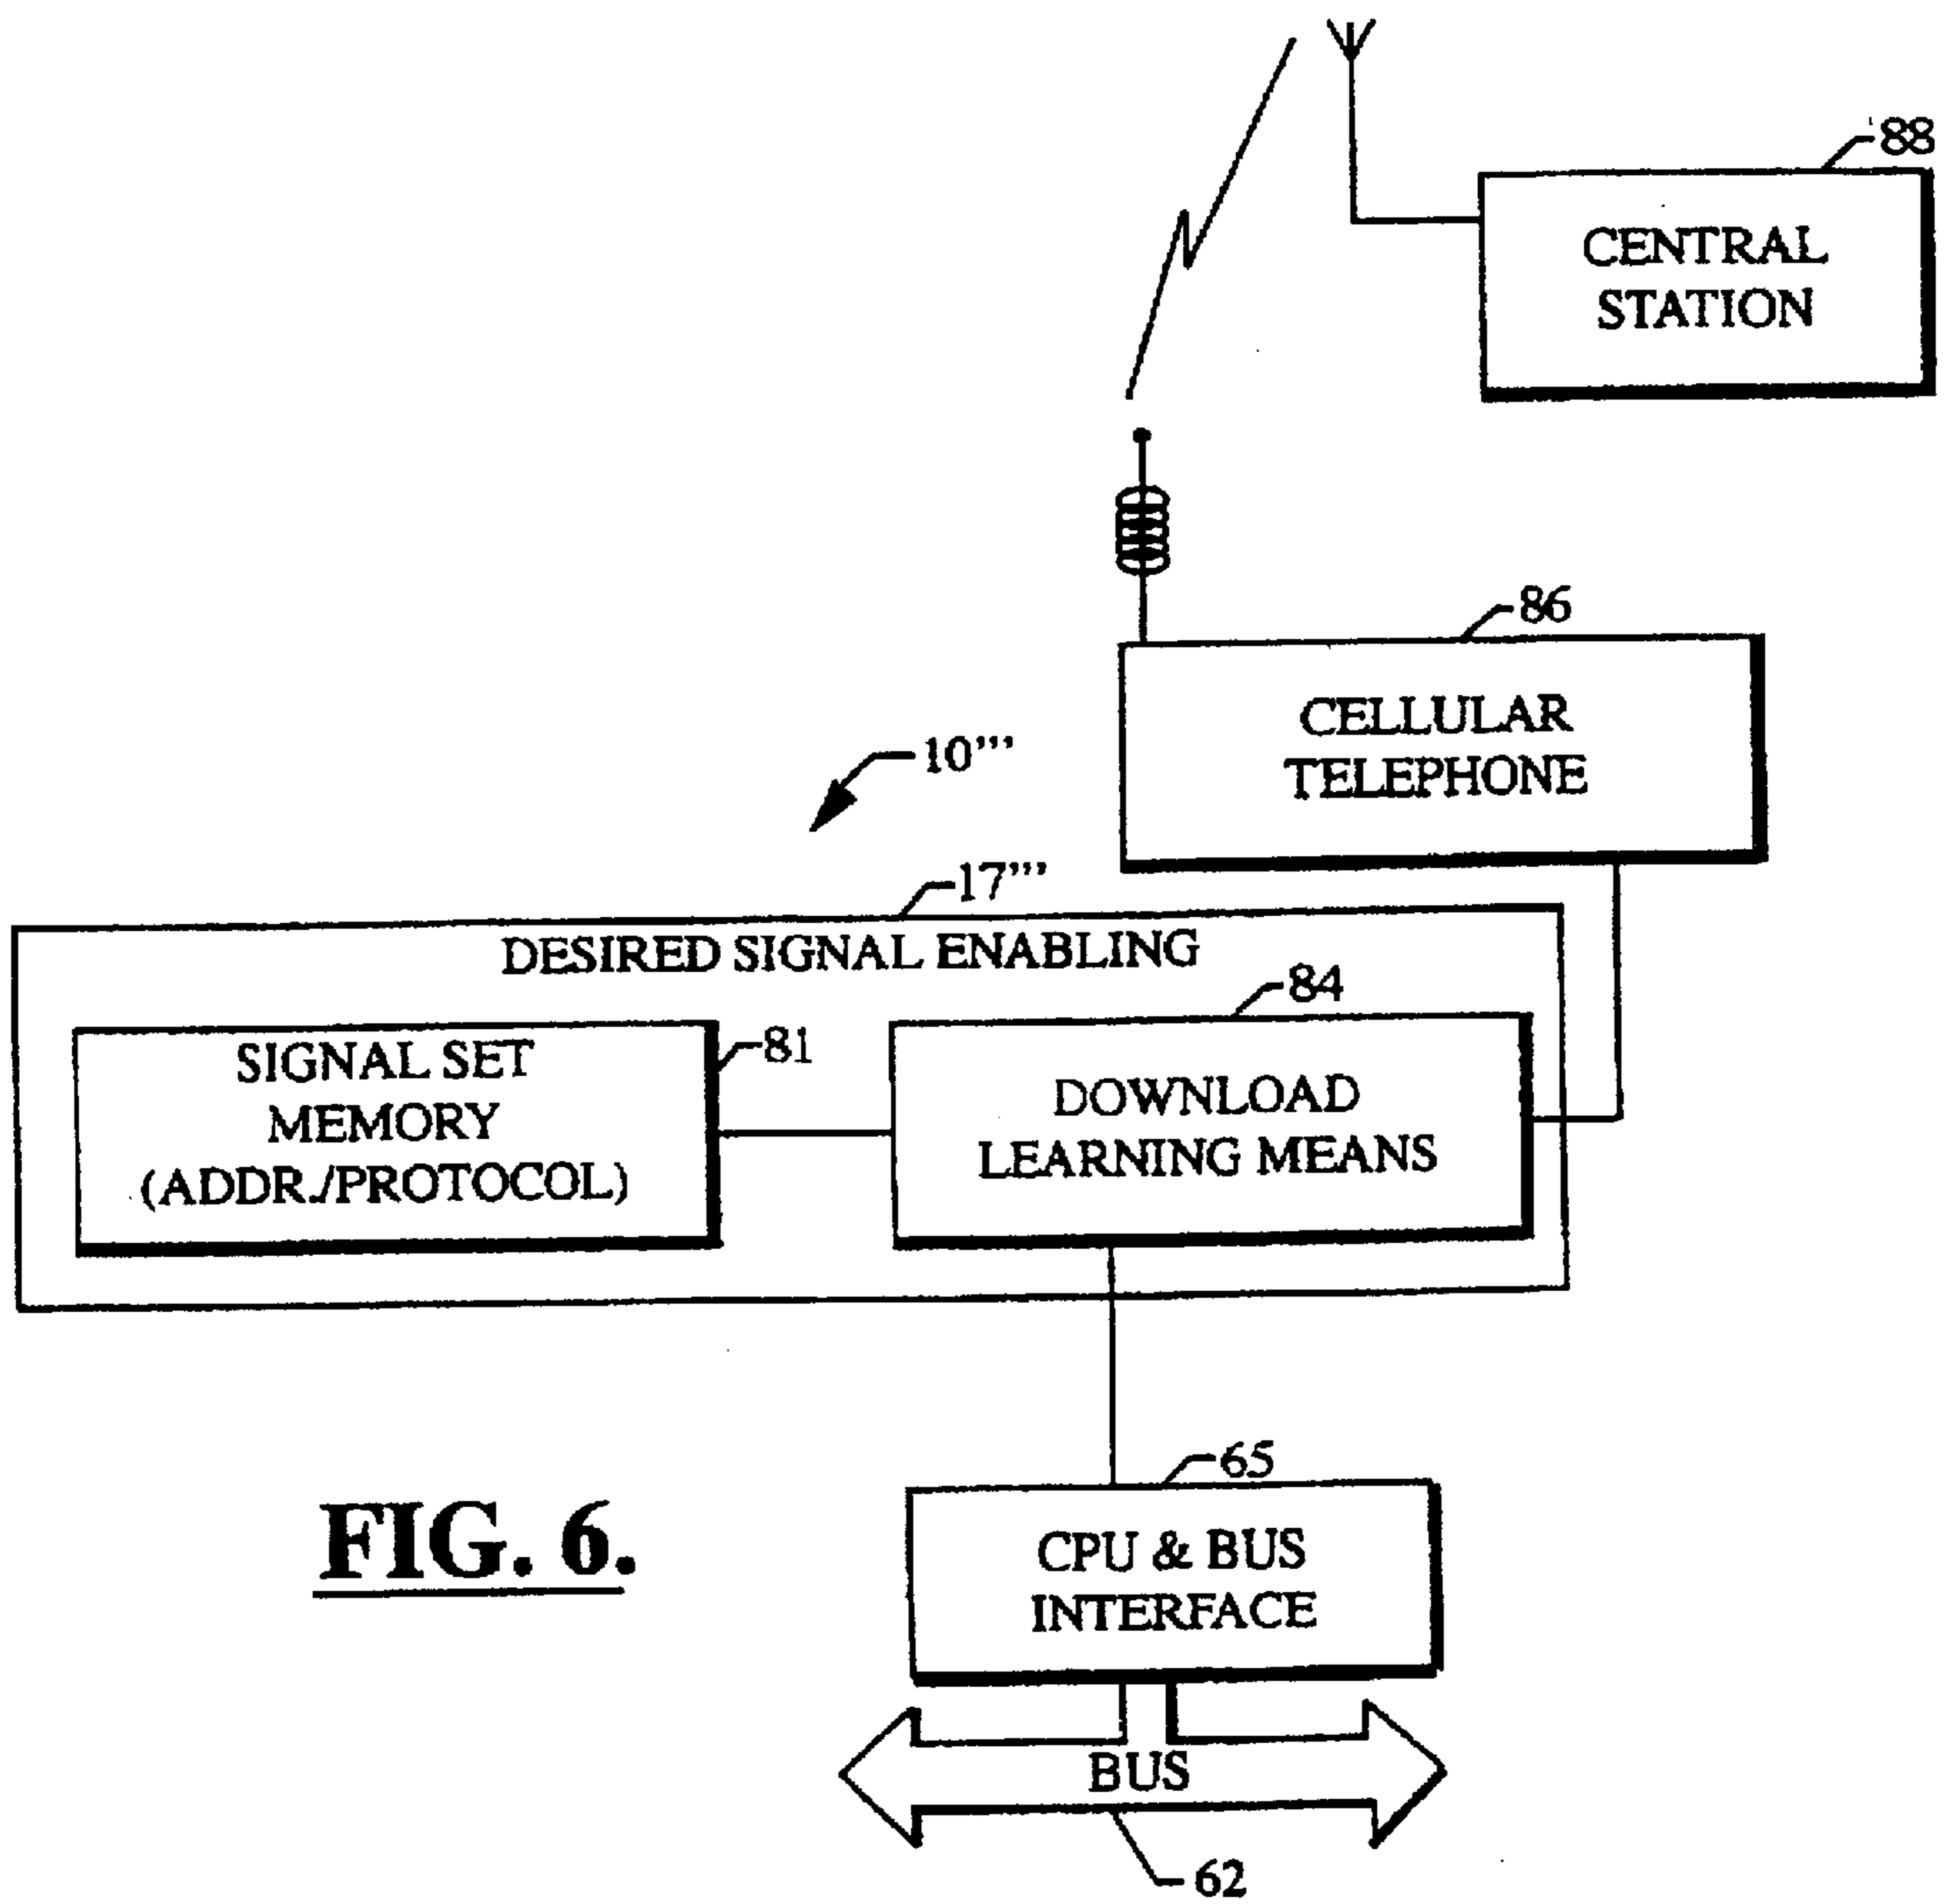 88
CENTRAL
STATION
86
CELLULAR
TELEPHONE
10'''
17'''
DESIRED SIGNAL ENABLING
84
81
SIGNAL SET
MEMORY
(ADDR./PROTOCOL)
DOWNLOAD
LEARNING MEANS
65
CPU & BUS
INTERFACE
FIG. 6.
BUS
62